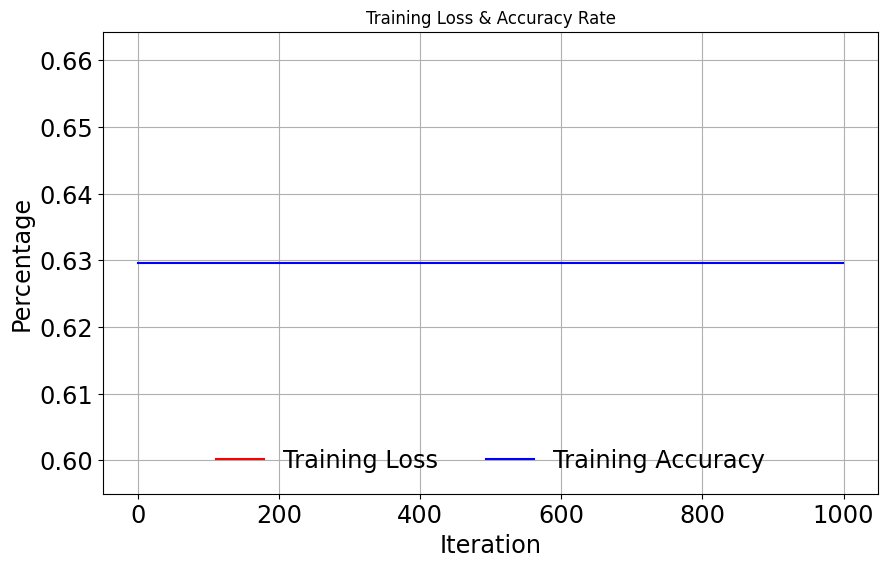 Training Loss & Accuracy Rate
Percentage
0.66
0.65
0.64
0.63
0.62
0.61
0.60
Training Loss
Training Accuracy
0 200 400 600 800 1000
Iteration